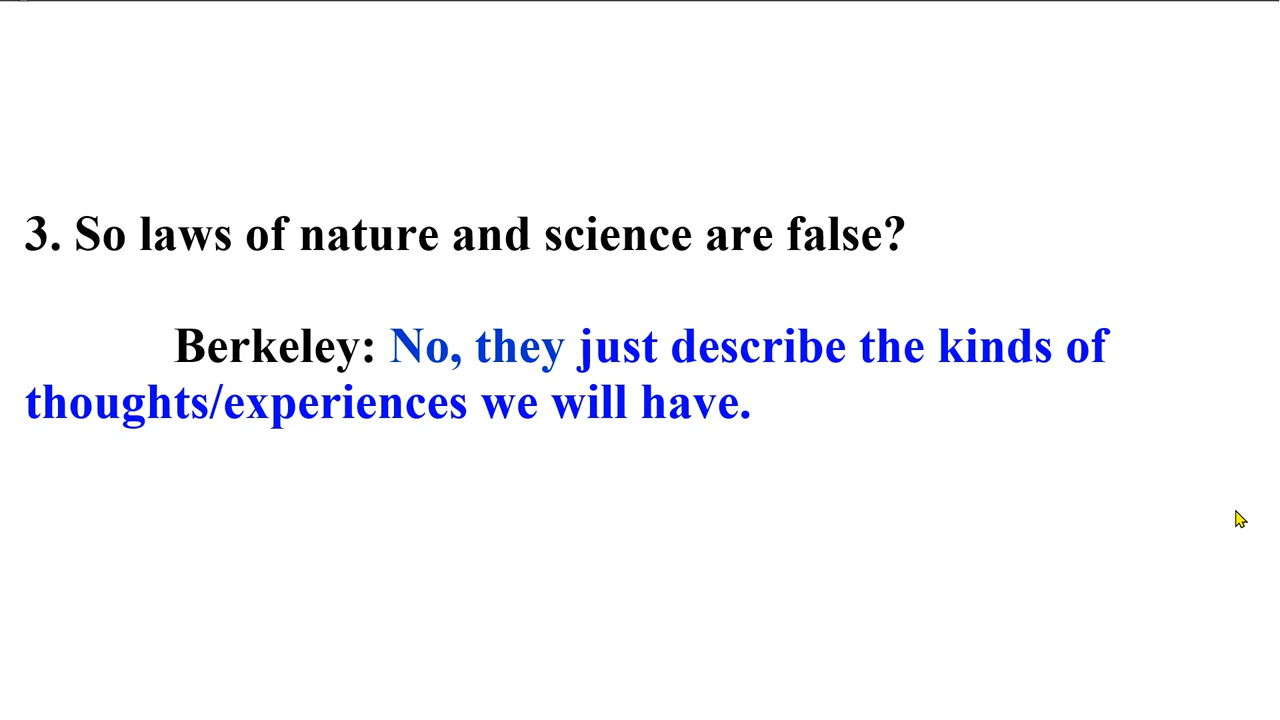 3. So laws of nature and science are false?
Berkeley: No, they just describe the kinds of
thoughts/experiences we will have.